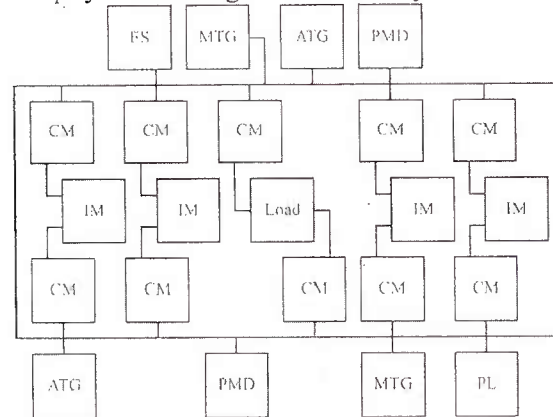 ES MTG ATG PMD
CM CM CM CM CM
IM IM Load IM IM
CM CM CM CM CM
ATG PMD MTG PL